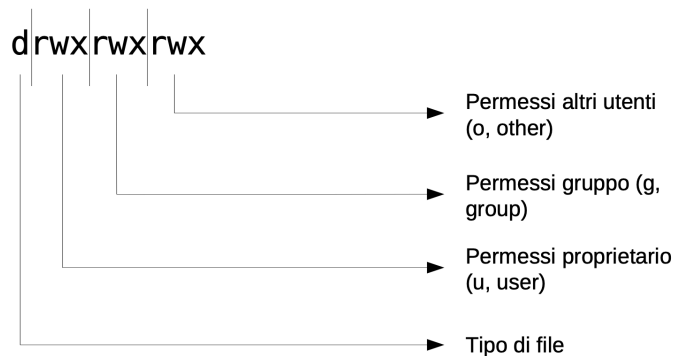 drwxrwxrwx
Permessi altri utenti
(o, other)
Permessi gruppo (g,
group)
Permessi proprietario
(u, user)
Tipo di file